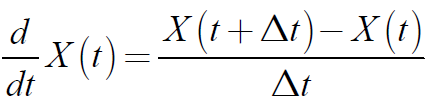 d/dt X(t) = (X(t + Δt) − X(t)) / Δt